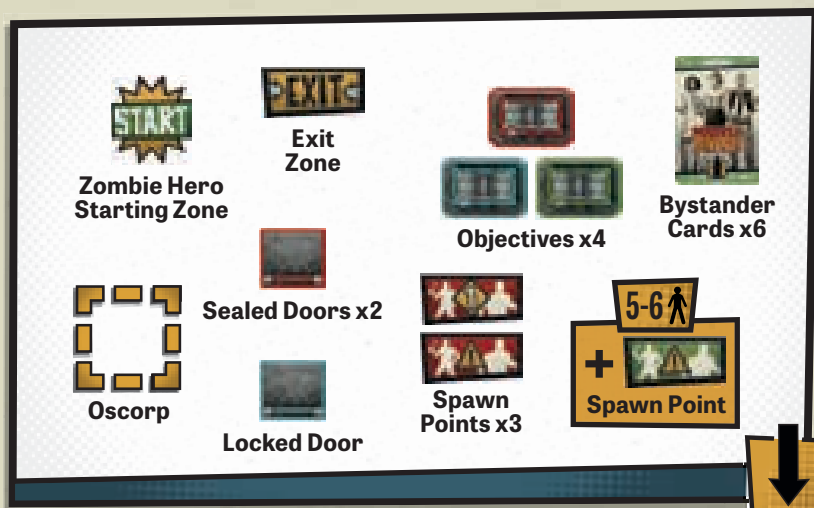 START
Zombie Hero
Starting Zone
EXIT
Exit
Zone
Objectives x4
Bystander
Cards x6
Oscorp
Sealed Doors x2
Locked Door
Spawn
Points x3
5-6
+
Spawn Point